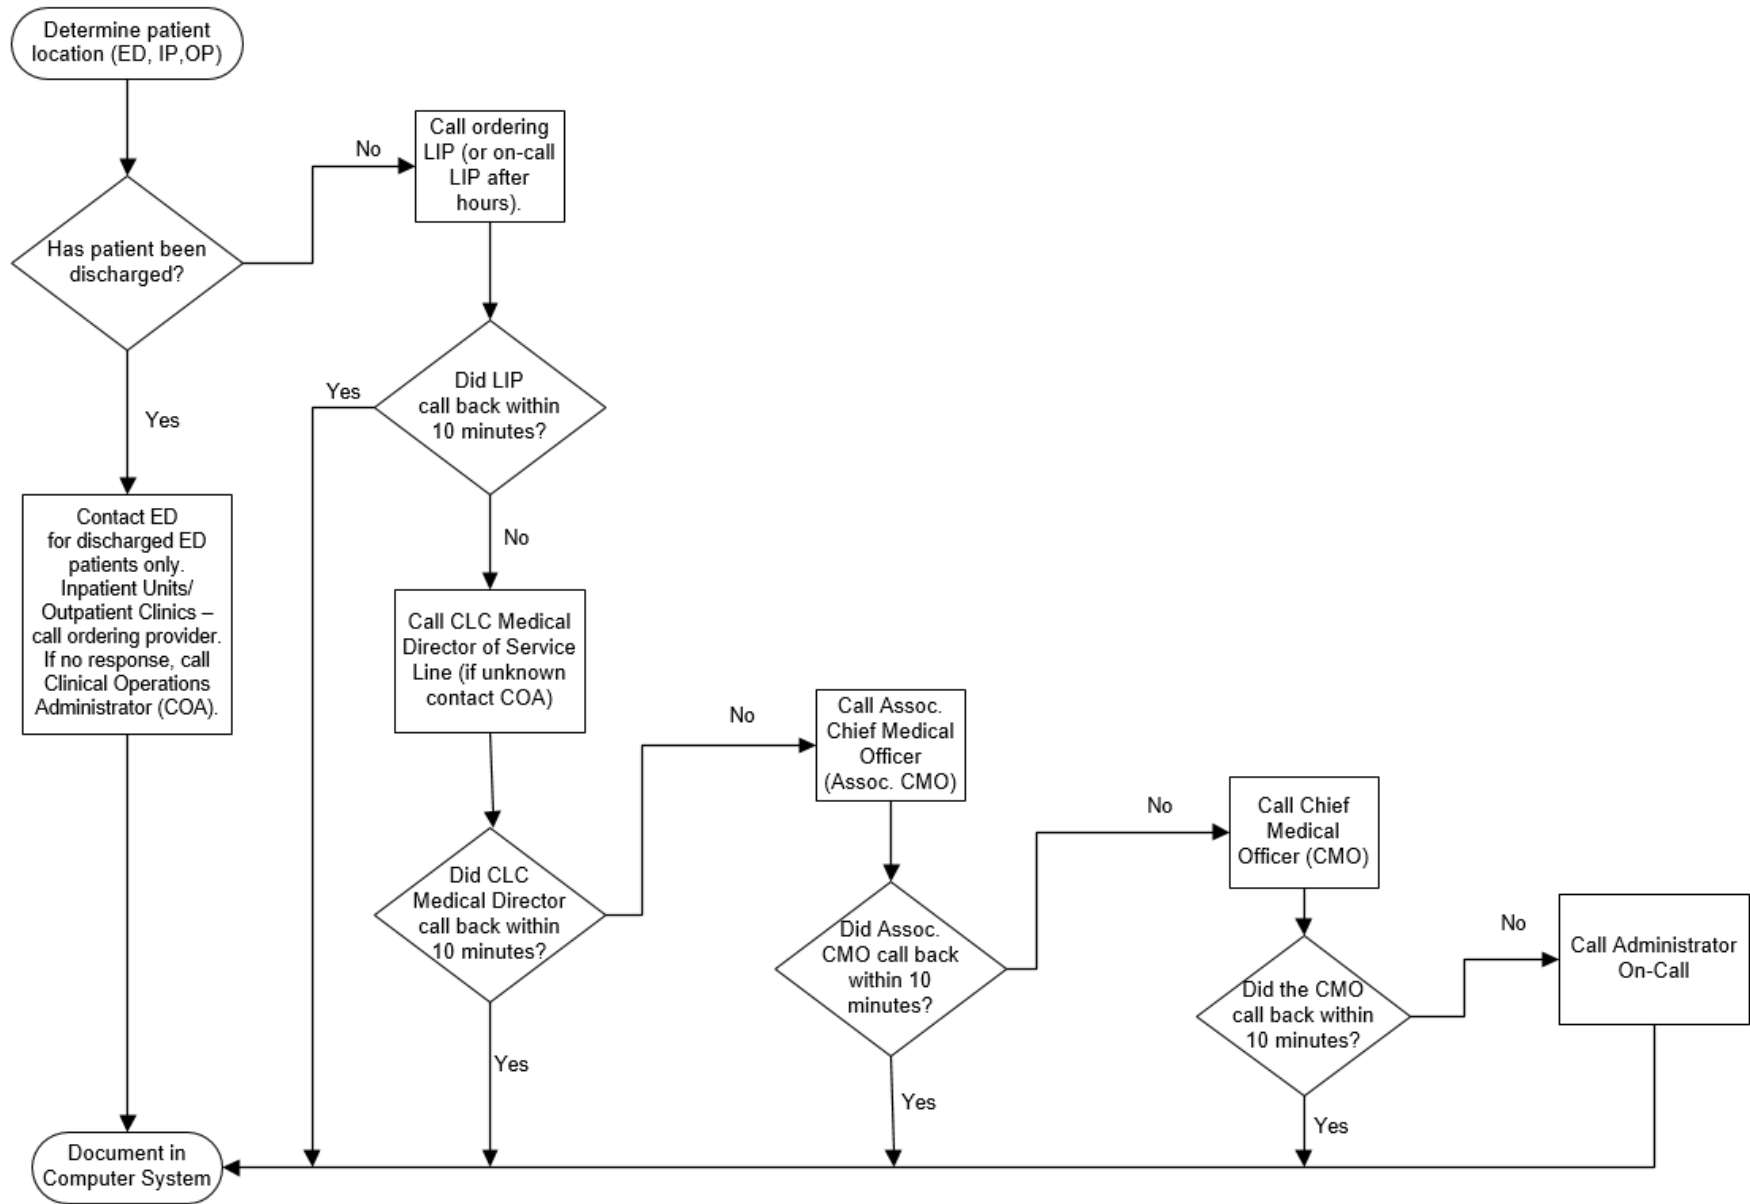 Determine patient
location (ED, IP,OP)
Has patient been
discharged?
No
Call ordering
LIP (or on-call
LIP after
hours).
Yes
Contact ED
for discharged ED
patients only.
Inpatient Units/
Outpatient Clinics –
call ordering provider.
If no response, call
Clinical Operations
Administrator (COA).
Did LIP
call back within
10 minutes?
Yes
No
Call CLC Medical
Director of Service
Line (if unknown
contact COA)
Did CLC
Medical Director
call back within
10 minutes?
No
Yes
Call Assoc.
Chief Medical
Officer
(Assoc. CMO)
Did Assoc.
CMO call back
within 10
minutes?
No
Yes
Call Chief
Medical
Officer (CMO)
Did the CMO
call back within
10 minutes?
No
Yes
Call Administrator
On-Call
Document in
Computer System